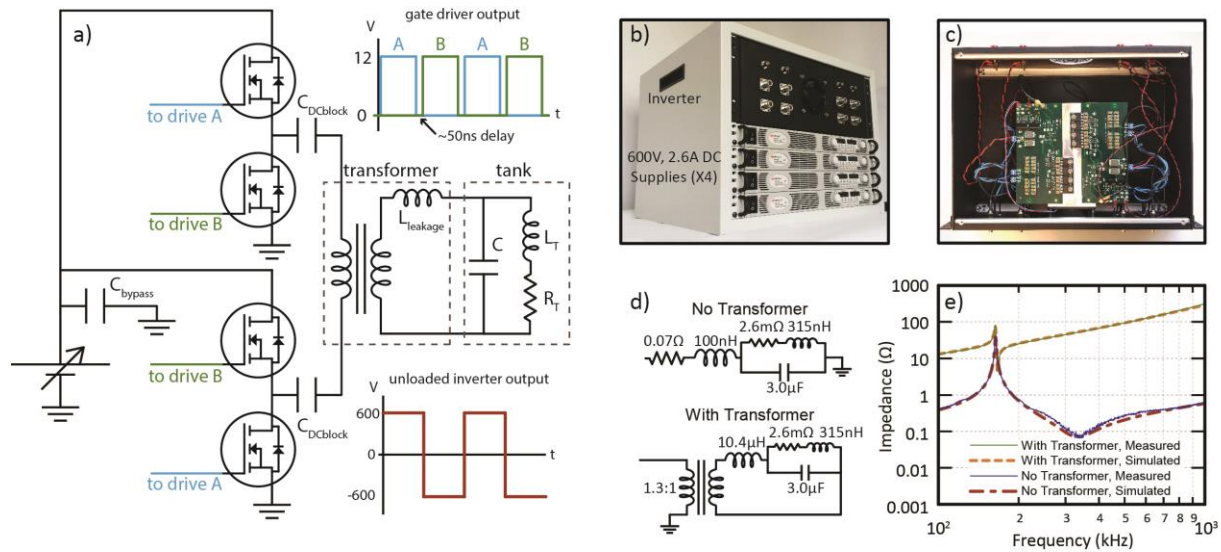 a)
gate driver output
V
A
B
A
B
12
0
t
~50ns delay
to drive A
C_DCblock
to drive B
transformer
tank
L_leakage
C
L_T
R_T
C_bypass
to drive B
C_DCblock
to drive A
unloaded inverter output
V
600
0
-600
t
b)
Inverter
600V, 2.6A DC
Supplies (X4)
c)
d)
No Transformer
2.6mΩ 315nH
0.07Ω 100nH
3.0μF
With Transformer
2.6mΩ 315nH
10.4μH
3.0μF
1.3:1
e)
Impedance (Ω)
1000
100
10
1
0.1
0.01
0.001
With Transformer, Measured
With Transformer, Simulated
No Transformer, Measured
No Transformer, Simulated
10² 2 3 4 5 6 7 8 9 10³
Frequency (kHz)